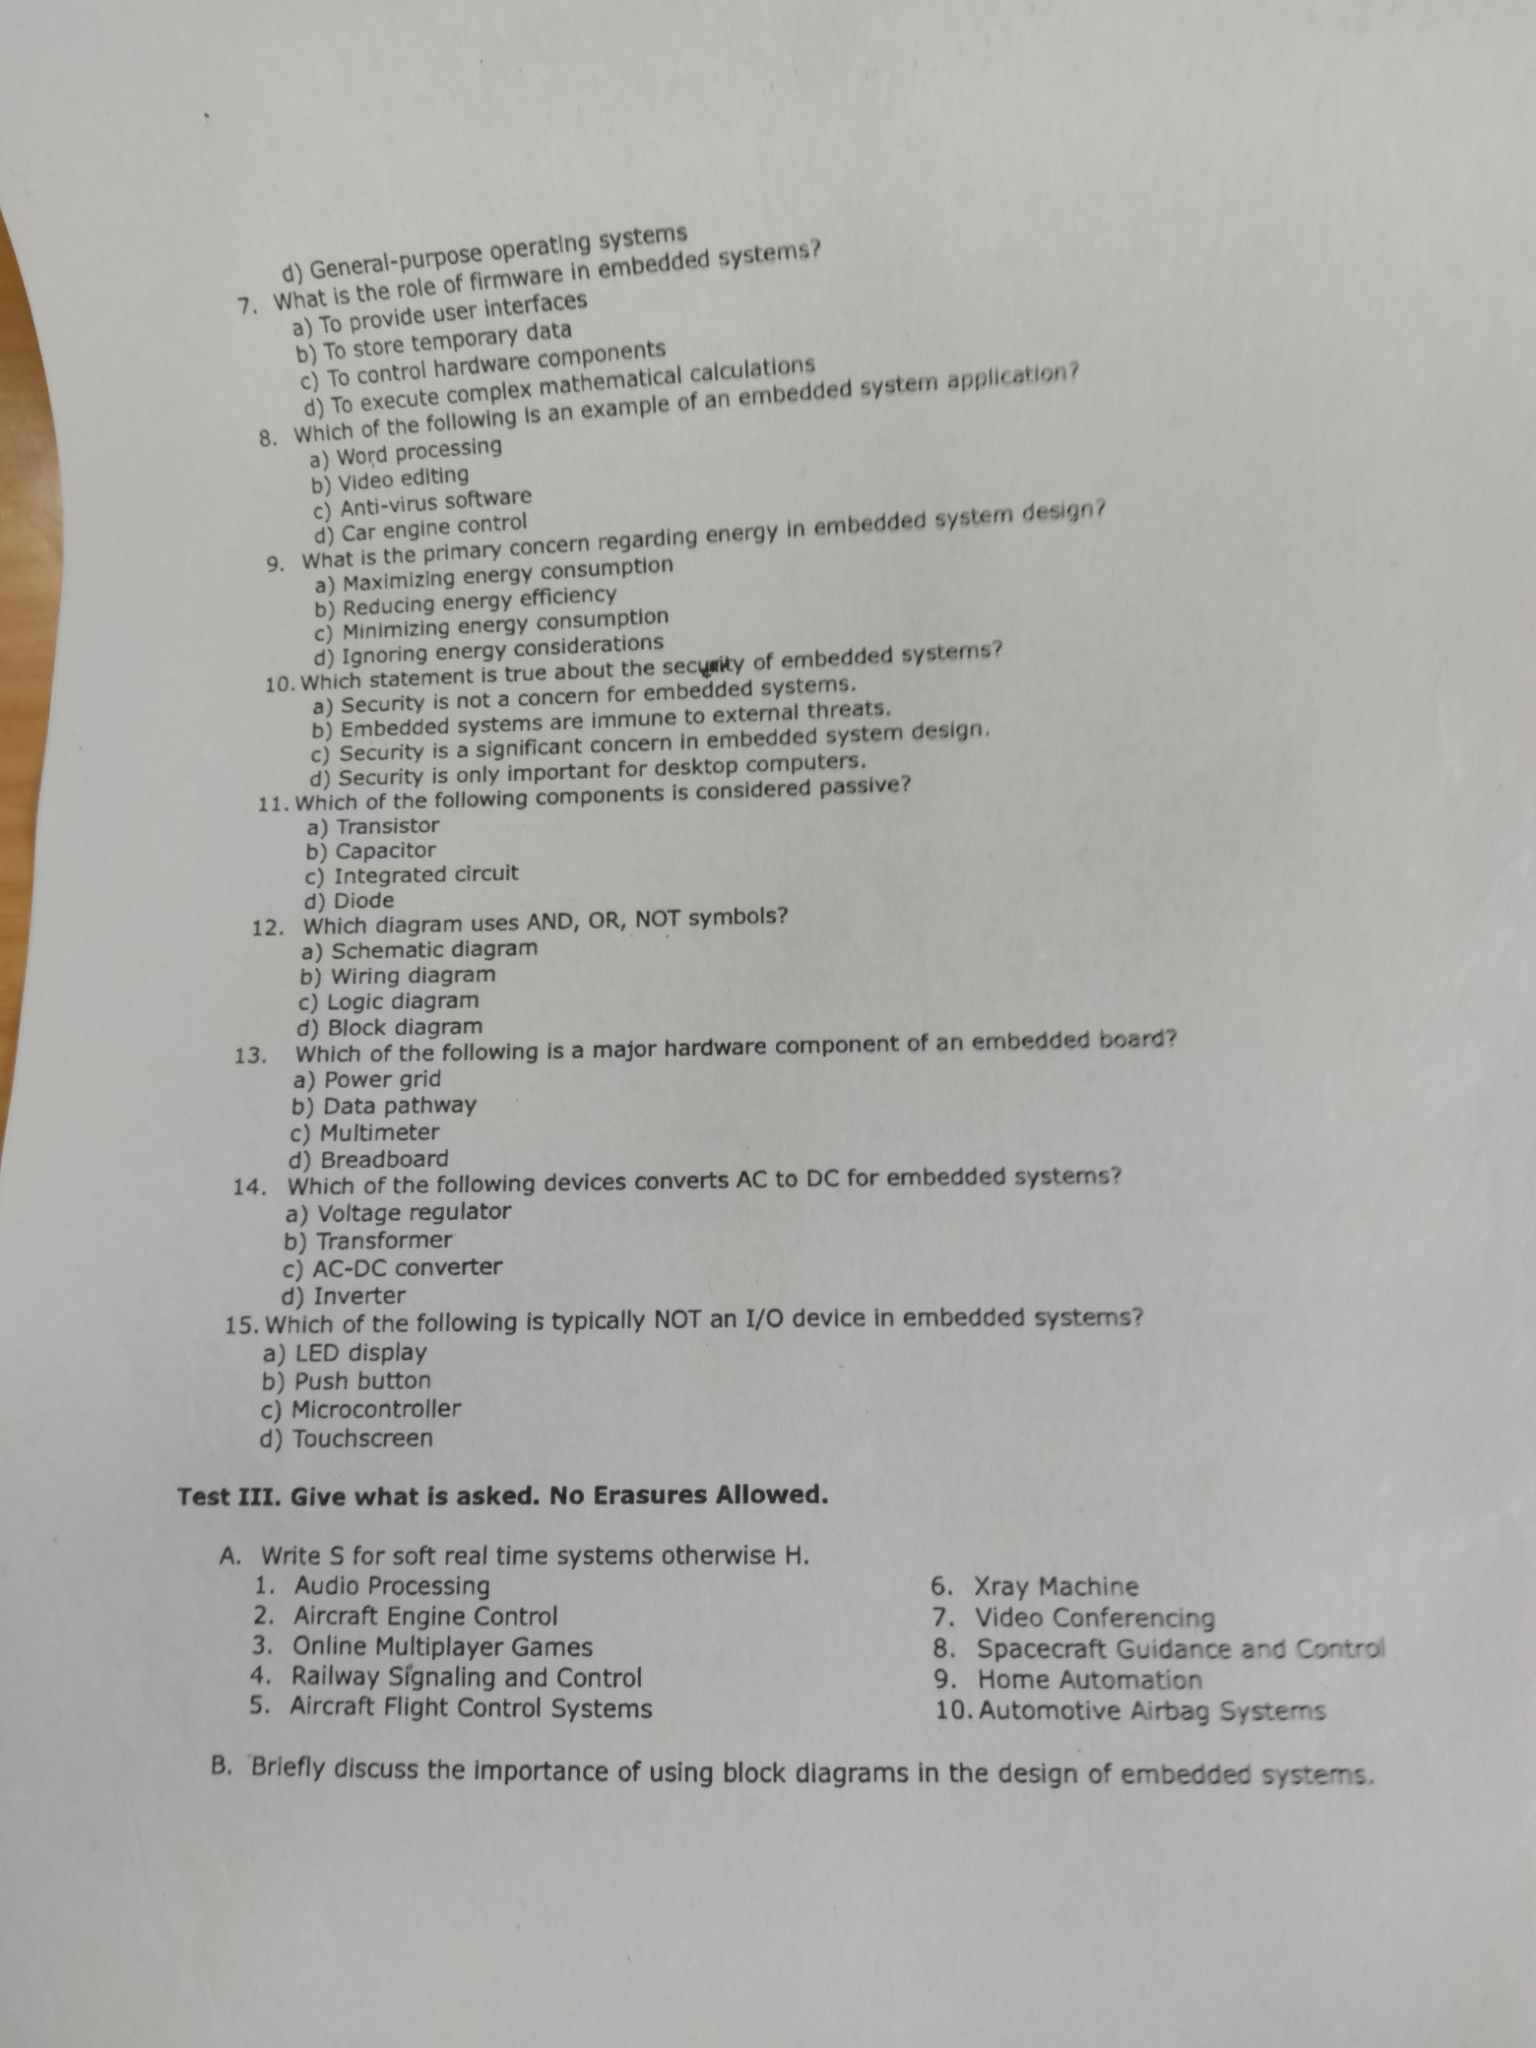 d) General-purpose operating systems
7. What is the role of firmware in embedded systems?
a) To provide user interfaces
b) To store temporary data
c) To control hardware components
d) To execute complex mathematical calculations
8. Which of the following is an example of an embedded system application?
a) Word processing
b) Video editing
c) Anti-virus software
d) Car engine control
9. What is the primary concern regarding energy in embedded system design?
a) Maximizing energy consumption
b) Reducing energy efficiency
c) Minimizing energy consumption
d) Ignoring energy considerations
10. Which statement is true about the security of embedded systems?
a) Security is not a concern for embedded systems.
b) Embedded systems are immune to external threats.
c) Security is a significant concern in embedded system design.
d) Security is only important for desktop computers.
11. Which of the following components is considered passive?
a) Transistor
b) Capacitor
c) Integrated circuit
d) Diode
12. Which diagram uses AND, OR, NOT symbols?
a) Schematic diagram
b) Wiring diagram
c) Logic diagram
d) Block diagram
13. Which of the following is a major hardware component of an embedded board?
a) Power grid
b) Data pathway
c) Multimeter
d) Breadboard
14. Which of the following devices converts AC to DC for embedded systems?
a) Voltage regulator
b) Transformer
c) AC-DC converter
d) Inverter
15. Which of the following is typically NOT an I/O device in embedded systems?
a) LED display
b) Push button
c) Microcontroller
d) Touchscreen
Test III. Give what is asked. No Erasures Allowed.
A. Write S for soft real time systems otherwise H.
1. Audio Processing
2. Aircraft Engine Control
3. Online Multiplayer Games
4. Railway Signaling and Control
5. Aircraft Flight Control Systems
6. Xray Machine
7. Video Conferencing
8. Spacecraft Guidance and Control
9. Home Automation
10. Automotive Airbag Systems
B. Briefly discuss the importance of using block diagrams in the design of embedded systems.